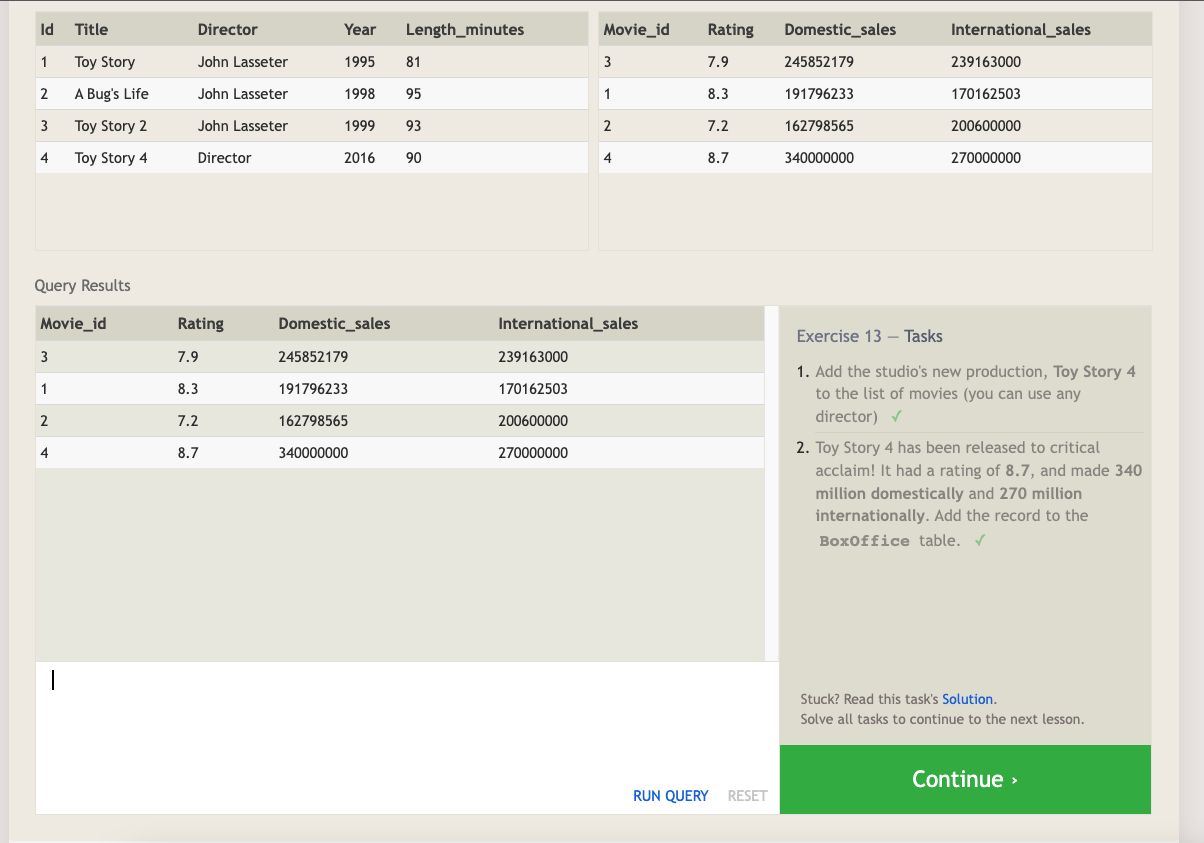 Id Title Director Year Length_minutes
1 Toy Story John Lasseter 1995 81
2 A Bug's Life John Lasseter 1998 95
3 Toy Story 2 John Lasseter 1999 93
4 Toy Story 4 Director 2016 90
Movie_id Rating Domestic_sales International_sales
3 7.9 245852179 239163000
1 8.3 191796233 170162503
2 7.2 162798565 200600000
4 8.7 340000000 270000000
Query Results
Movie_id Rating Domestic_sales International_sales
3 7.9 245852179 239163000
1 8.3 191796233 170162503
2 7.2 162798565 200600000
4 8.7 340000000 270000000
RUN QUERY RESET
Exercise 13 — Tasks
1. Add the studio's new production, Toy Story 4
to the list of movies (you can use any
director) ✓
2. Toy Story 4 has been released to critical
acclaim! It had a rating of 8.7, and made 340
million domestically and 270 million
internationally. Add the record to the
BoxOffice table. ✓
Stuck? Read this task's Solution.
Solve all tasks to continue to the next lesson.
Continue ›